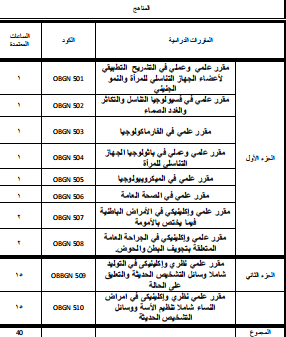 المناهج
المقررات الدراسية
الكود
الساعات
المعتمدة
الجزء الأول
مقرر علمي وعملي في التشريح التطبيقي
لأعضاء الجهاز التناسلي للمرأة والنمو
الجنيني
OBGN 501
١
مقرر علمي في فسيولوجيا التناسل والتكاثر
والغدد الصماء
OBGN 502
١
مقرر علمي في الفارماكولوجيا
OBGN 503
١
مقرر علمي وعملي في باثولوجيا الجهاز
التناسلي للمرأة
OBGN 504
١
مقرر علمي في الميكروبيولوجيا
OBGN 505
١
مقرر علمي في الصحة العامة
OBGN 506
١
مقرر علمي وإكلينيكي في الأمراض الباطنية
فيما يختص بالأمومة
OBGN 507
٢
مقرر علمي وإكلينيكي في الجراحة العامة
المتعلقة بتجويف البطن والحوض
OBGN 508
٢
الجزء الثاني
مقرر علمي نظري وإكلينيكي في التوليد
شاملا وسائل التشخيص الحديثة والتعليق
على الحالة
OBBGN 509
١٥
مقرر علمي نظري وإكلينيكي في امراض
النساء شاملا تنظيم الأسرة ووسائل
التشخيص الحديثة
OBGN 510
١٥
المجموع
40